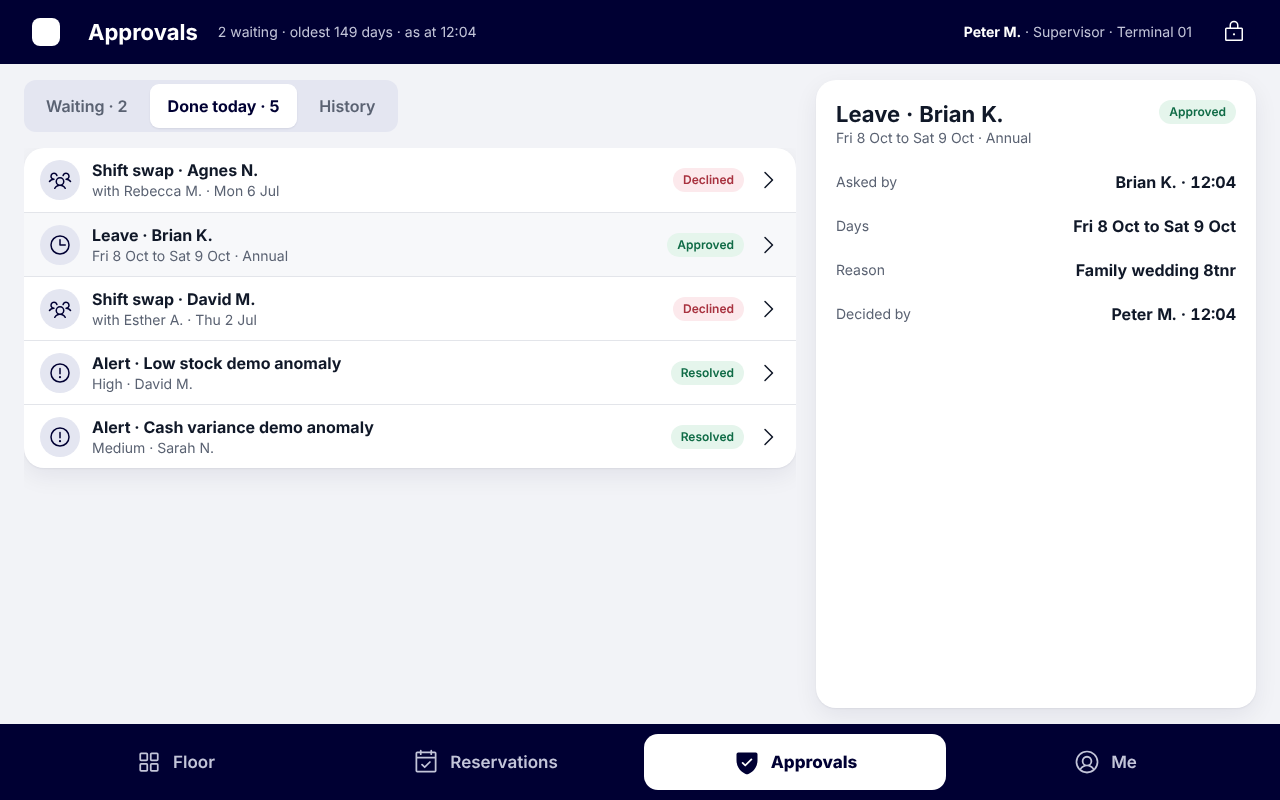 Approvals
2 waiting · oldest 149 days · as at 12:04
Peter M. · Supervisor · Terminal 01
Waiting · 2
Done today · 5
History
Shift swap · Agnes N.
with Rebecca M. · Mon 6 Jul
Declined
Leave · Brian K.
Fri 8 Oct to Sat 9 Oct · Annual
Approved
Shift swap · David M.
with Esther A. · Thu 2 Jul
Declined
Alert · Low stock demo anomaly
High · David M.
Resolved
Alert · Cash variance demo anomaly
Medium · Sarah N.
Resolved
Leave · Brian K.
Approved
Fri 8 Oct to Sat 9 Oct · Annual
Asked by
Brian K. · 12:04
Days
Fri 8 Oct to Sat 9 Oct
Reason
Family wedding 8tnr
Decided by
Peter M. · 12:04
Floor
Reservations
Approvals
Me